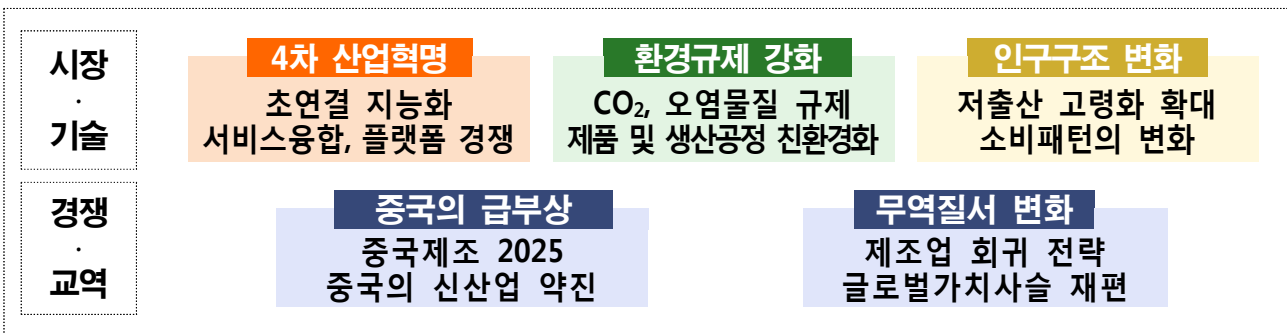 시장
·
기술
4차 산업혁명
초연결 지능화
서비스융합, 플랫폼 경쟁
환경규제 강화
CO₂, 오염물질 규제
제품 및 생산공정 친환경화
인구구조 변화
저출산 고령화 확대
소비패턴의 변화
경쟁
·
교역
중국의 급부상
중국제조 2025
중국의 신산업 약진
무역질서 변화
제조업 회귀 전략
글로벌가치사슬 재편